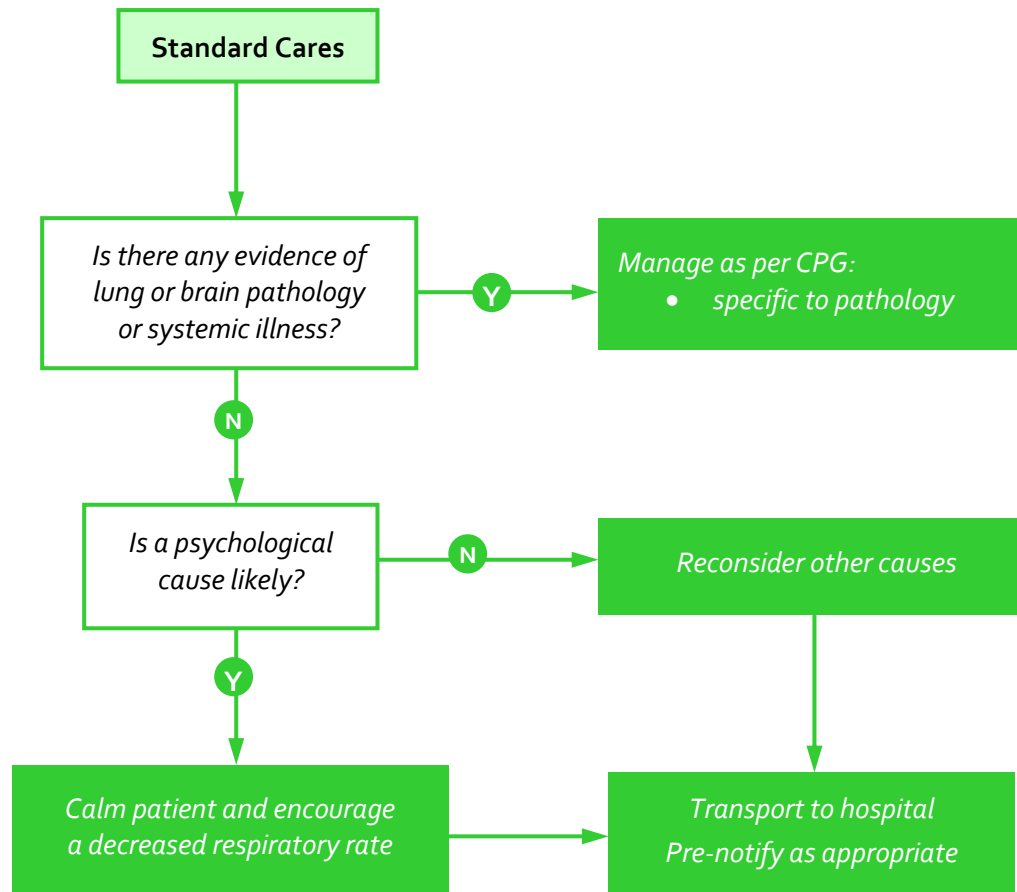 Standard Cares
Is there any evidence of
lung or brain pathology
or systemic illness?
Y
Manage as per CPG:
• specific to pathology
N
Is a psychological
cause likely?
N
Reconsider other causes
Y
Calm patient and encourage
a decreased respiratory rate
Transport to hospital
Pre-notify as appropriate